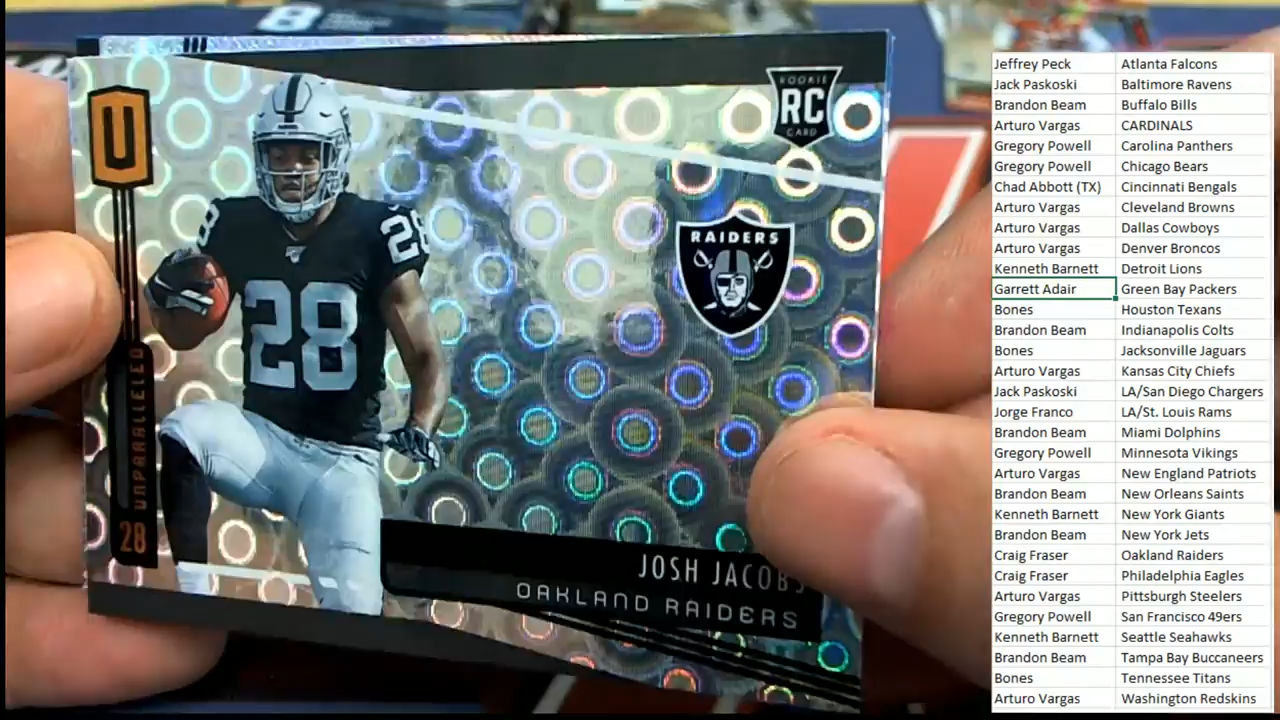 U
ROOKIE
RC
CARD
28
28
28
RAIDERS
UNPARALLELED
28
JOSH JACOBS
OAKLAND RAIDERS
Jeffrey Peck Atlanta Falcons
Jack Paskoski Baltimore Ravens
Brandon Beam Buffalo Bills
Arturo Vargas CARDINALS
Gregory Powell Carolina Panthers
Gregory Powell Chicago Bears
Chad Abbott (TX) Cincinnati Bengals
Arturo Vargas Cleveland Browns
Arturo Vargas Dallas Cowboys
Arturo Vargas Denver Broncos
Kenneth Barnett Detroit Lions
Garrett Adair Green Bay Packers
Bones Houston Texans
Brandon Beam Indianapolis Colts
Bones Jacksonville Jaguars
Arturo Vargas Kansas City Chiefs
Jack Paskoski LA/San Diego Chargers
Jorge Franco LA/St. Louis Rams
Brandon Beam Miami Dolphins
Gregory Powell Minnesota Vikings
Arturo Vargas New England Patriots
Brandon Beam New Orleans Saints
Kenneth Barnett New York Giants
Brandon Beam New York Jets
Craig Fraser Oakland Raiders
Craig Fraser Philadelphia Eagles
Arturo Vargas Pittsburgh Steelers
Gregory Powell San Francisco 49ers
Kenneth Barnett Seattle Seahawks
Brandon Beam Tampa Bay Buccaneers
Bones Tennessee Titans
Arturo Vargas Washington Redskins